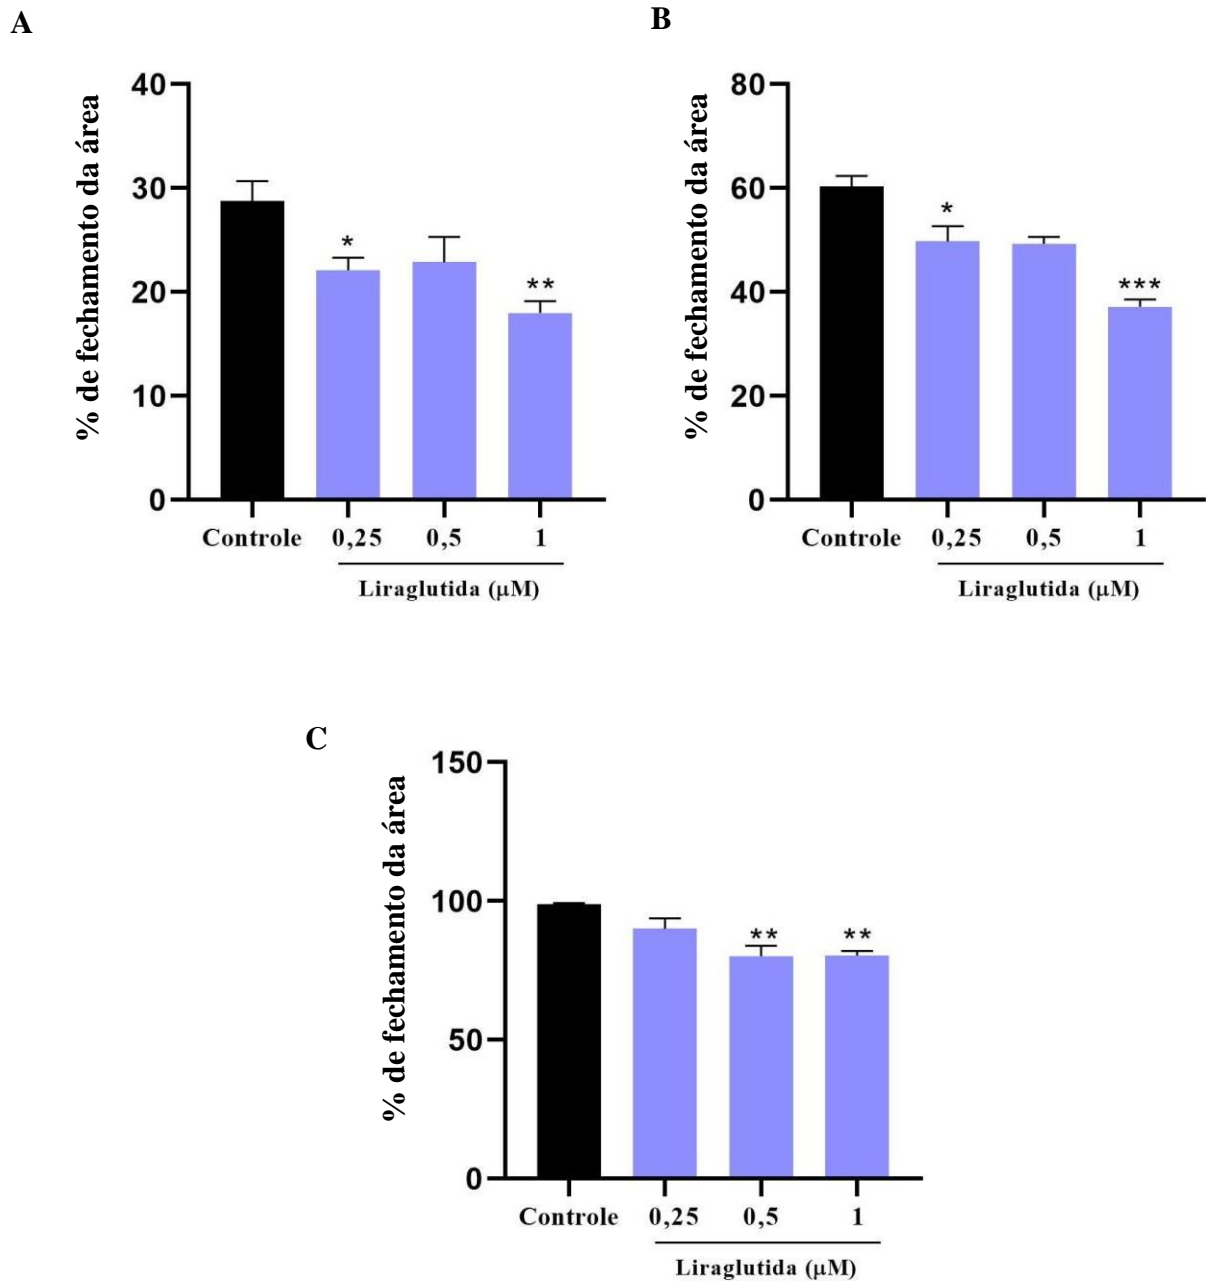 A
% de fechamento da área
40
30
20
10
0
*
**
Controle 0,25 0,5 1
Liraglutida (μM)
B
% de fechamento da área
80
60
40
20
0
*
***
Controle 0,25 0,5 1
Liraglutida (μM)
C
% de fechamento da área
150
100
50
0
** **
Controle 0,25 0,5 1
Liraglutida (μM)